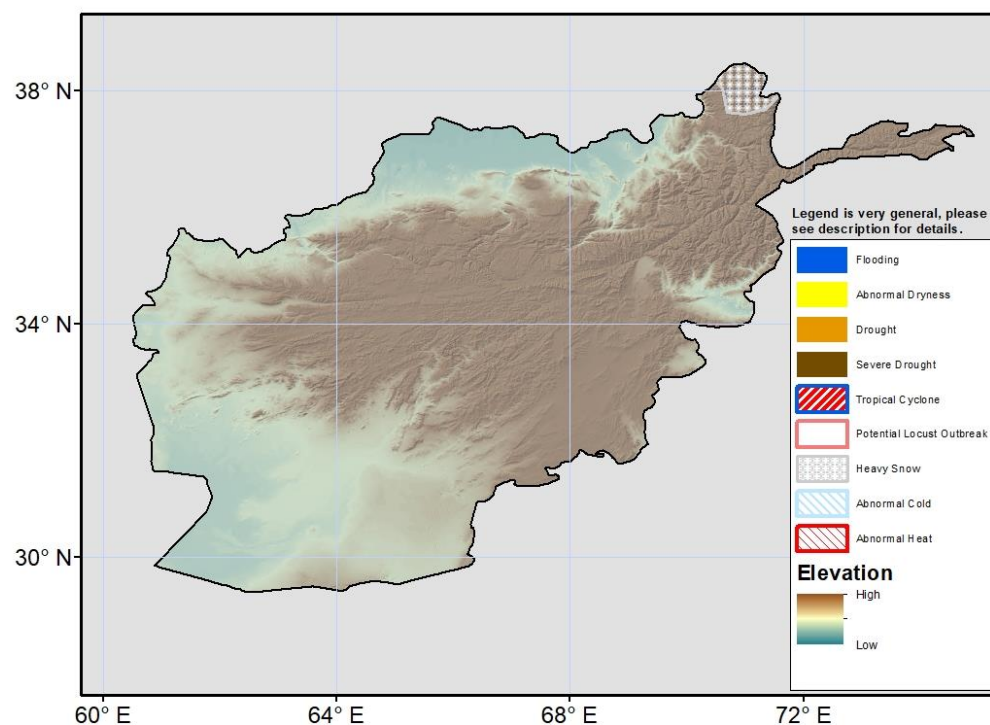 38° N
34° N
30° N
60° E
64° E
68° E
72° E
Legend is very general, please
see description for details.
Flooding
Abnormal Dryness
Drought
Severe Drought
Tropical Cyclone
Potential Locust Outbreak
Heavy Snow
Abnormal Cold
Abnormal Heat
Elevation
High
Low